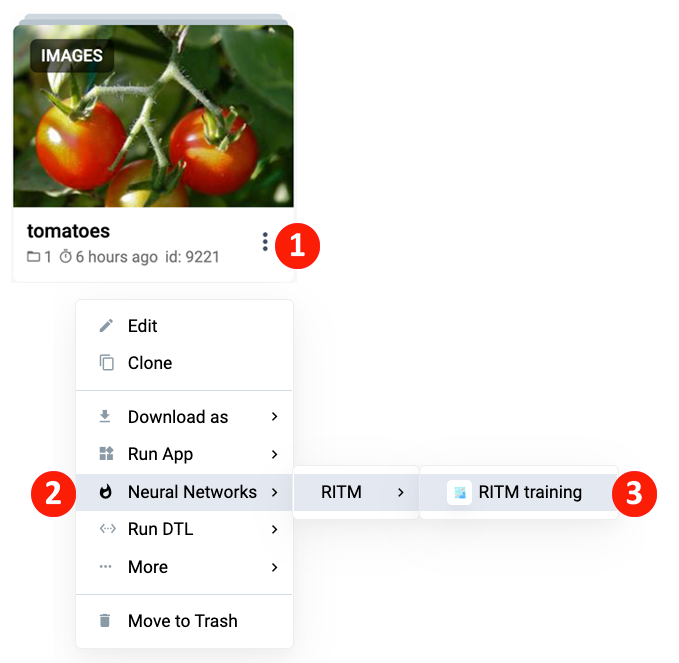 IMAGES
tomatoes
1 6 hours ago id: 9221
1
Edit
Clone
Download as
Run App
2 Neural Networks RITM RITM training 3
Run DTL
More
Move to Trash